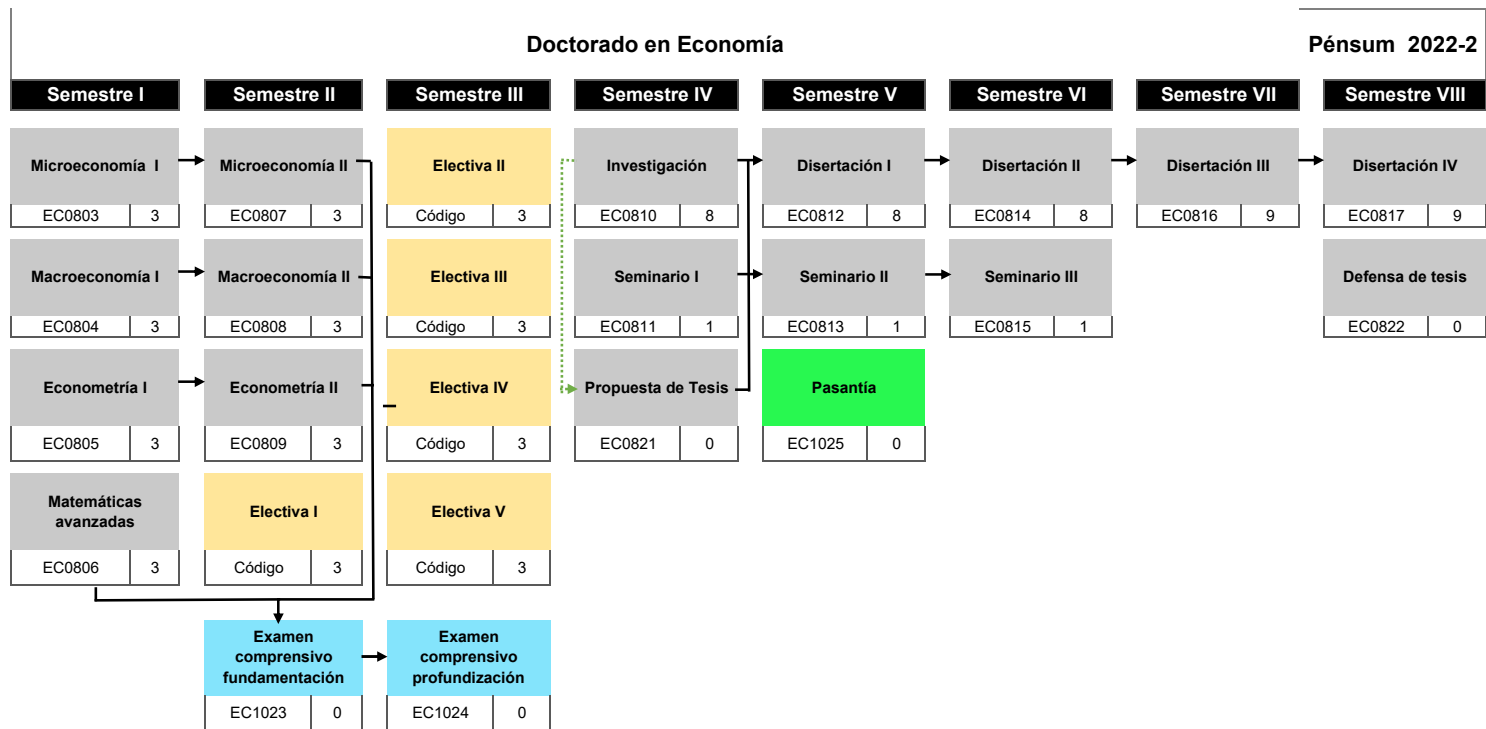 Doctorado en Economía
Pénsum 2022-2
Semestre I
Semestre II
Semestre III
Semestre IV
Semestre V
Semestre VI
Semestre VII
Semestre VIII
Microeconomía I
Microeconomía II
Electiva II
Investigación
Disertación I
Disertación II
Disertación III
Disertación IV
EC0803 3
EC0807 3
Código 3
EC0810 8
EC0812 8
EC0814 8
EC0816 9
EC0817 9
Macroeconomía I
Macroeconomía II
Electiva III
Seminario I
Seminario II
Seminario III
Defensa de tesis
EC0804 3
EC0808 3
Código 3
EC0811 1
EC0813 1
EC0815 1
EC0822 0
Econometría I
Econometría II
Electiva IV
Propuesta de Tesis
Pasantía
EC0805 3
EC0809 3
Código 3
EC0821 0
EC1025 0
Matemáticas
avanzadas
Electiva I
Electiva V
EC0806 3
Código 3
Código 3
Examen
comprensivo
fundamentación
Examen
comprensivo
profundización
EC1023 0
EC1024 0